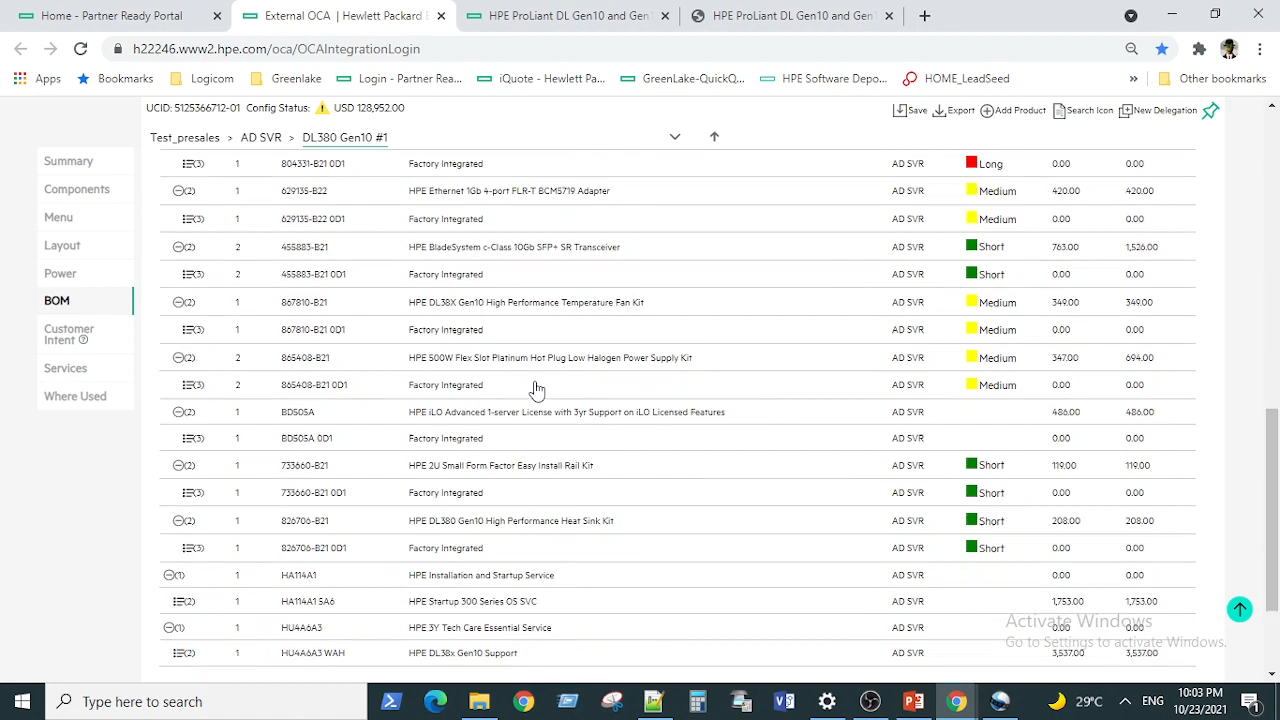 Home - Partner Ready Portal
External OCA | Hewlett Packard E
HPE ProLiant DL Gen10 and Gen
HPE ProLiant DL Gen10 and Gen
h22246.www2.hpe.com/oca/OCAIntegrationLogin
Apps Bookmarks Logicom Greenlake Login - Partner Rea... iQuote - Hewlett Pa... GreenLake-QuickQ... HPE Software Depo... HOME_LeadSeed » Other bookmarks
UCID: 5125366712-01 Config Status: USD 128,952.00
Save Export Add Product Search Icon New Delegation
Test_presales > AD SVR > DL380 Gen10 #1
Summary
Components
Menu
Layout
Power
BOM
Customer
Intent ?
Services
Where Used
(3) 1 804331-B21 0D1 Factory Integrated AD SVR Long 0.00 0.00
(2) 1 629135-B22 HPE Ethernet 1Gb 4-port FLR-T BCM5719 Adapter AD SVR Medium 420.00 420.00
(3) 1 629135-B22 0D1 Factory Integrated AD SVR Medium 0.00 0.00
(2) 2 455883-B21 HPE BladeSystem c-Class 10Gb SFP+ SR Transceiver AD SVR Short 763.00 1,526.00
(3) 2 455883-B21 0D1 Factory Integrated AD SVR Short 0.00 0.00
(2) 1 867810-B21 HPE DL38X Gen10 High Performance Temperature Fan Kit AD SVR Medium 349.00 349.00
(3) 1 867810-B21 0D1 Factory Integrated AD SVR Medium 0.00 0.00
(2) 2 865408-B21 HPE 500W Flex Slot Platinum Hot Plug Low Halogen Power Supply Kit AD SVR Medium 347.00 694.00
(3) 2 865408-B21 0D1 Factory Integrated AD SVR Medium 0.00 0.00
(2) 1 BD505A HPE iLO Advanced 1-server License with 3yr Support on iLO Licensed Features AD SVR 486.00 486.00
(3) 1 BD505A 0D1 Factory Integrated AD SVR 0.00 0.00
(2) 1 733660-B21 HPE 2U Small Form Factor Easy Install Rail Kit AD SVR Short 119.00 119.00
(3) 1 733660-B21 0D1 Factory Integrated AD SVR Short 0.00 0.00
(2) 1 826706-B21 HPE DL380 Gen10 High Performance Heat Sink Kit AD SVR Short 208.00 208.00
(3) 1 826706-B21 0D1 Factory Integrated AD SVR Short 0.00 0.00
(1) 1 HA114A1 HPE Installation and Startup Service AD SVR 0.00 0.00
(2) 1 HA114A1 5A6 HPE Startup 300 Series OS SVC AD SVR 1,753.00 1,753.00
(1) 1 HU4A6A3 HPE 3Y Tech Care Essential Service AD SVR 0.00 0.00
(2) 1 HU4A6A3 WAH HPE DL38x Gen10 Support AD SVR 3,537.00 3,537.00
Activate Windows
Go to Settings to activate Windows.
Type here to search
29°C ENG 10:03 PM
10/23/2021 1